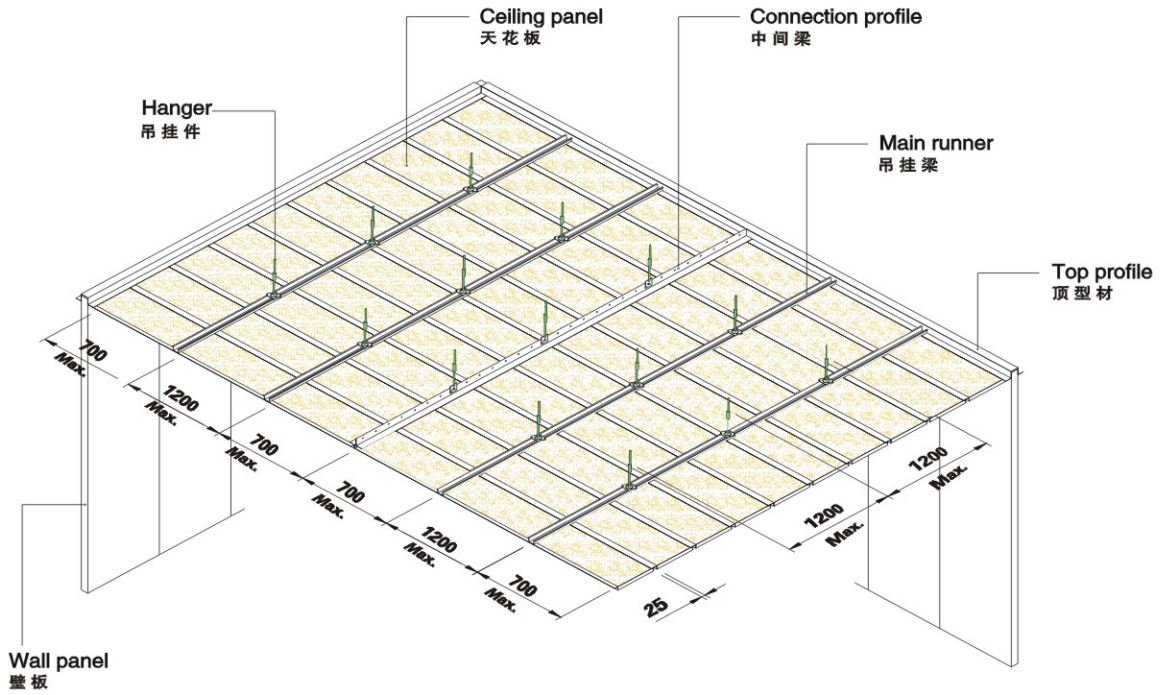 Ceiling panel
天花板
Connection profile
中间梁
Hanger
吊挂件
Main runner
吊挂梁
Top profile
顶型材
700
Max.
1200
Max.
700
Max.
700
Max.
1200
Max.
700
Max.
25
1200
Max.
1200
Max.
Wall panel
壁板